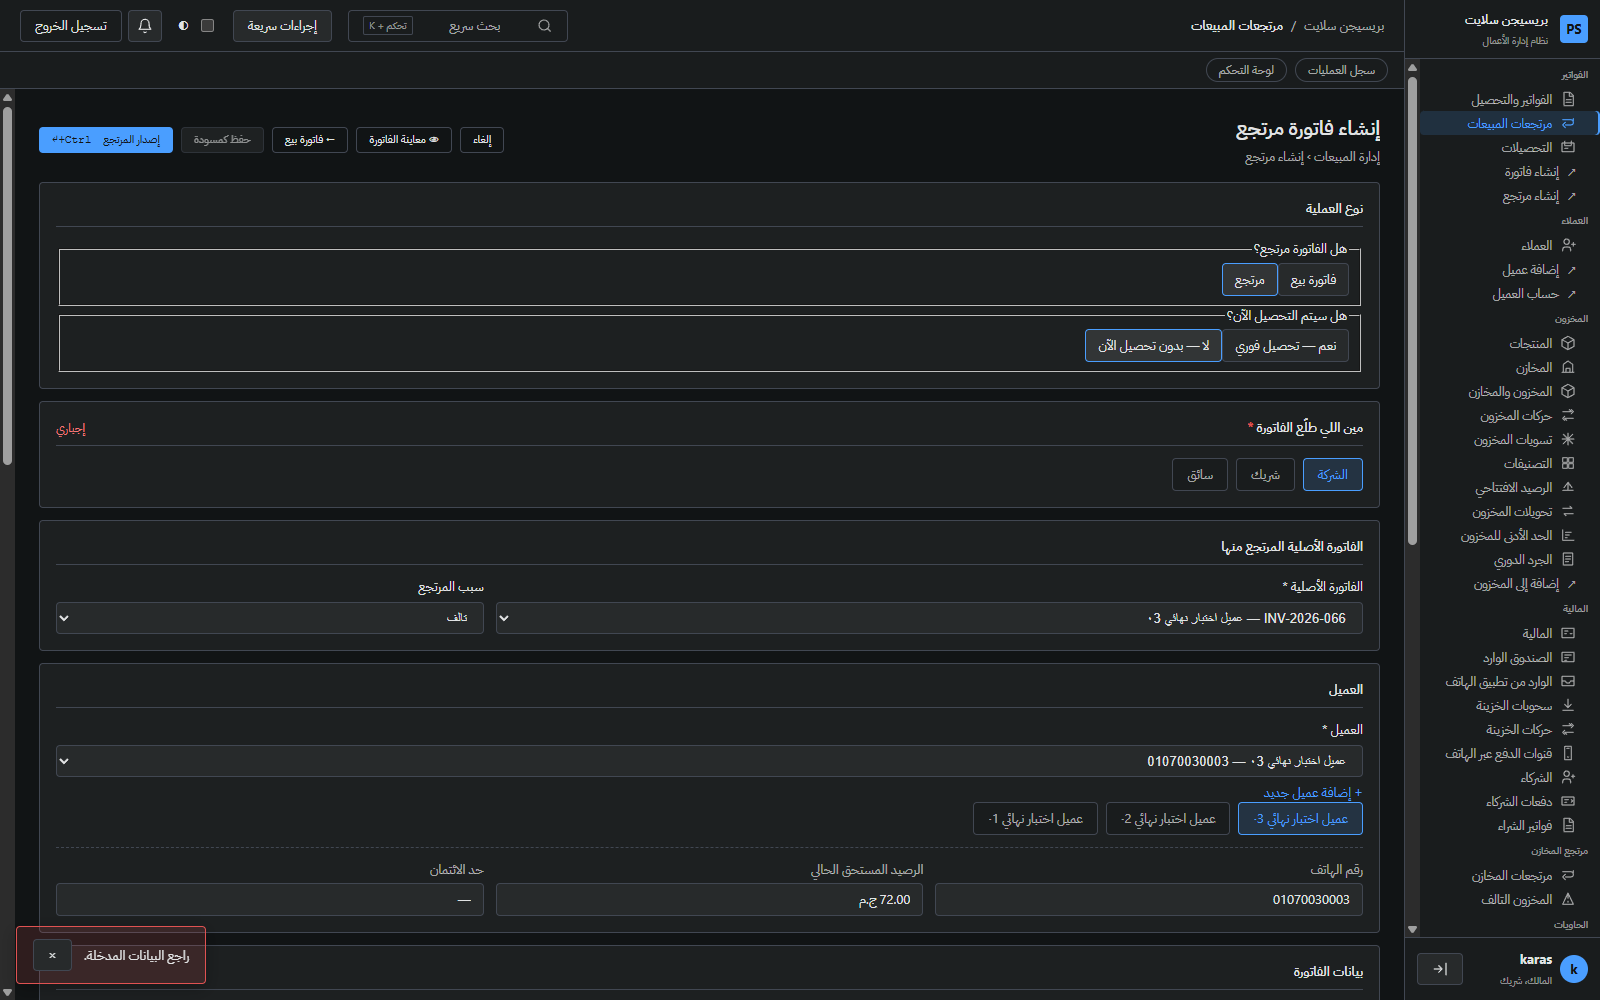 PS
بريسيجن سلايت
نظام إدارة الأعمال
بريسيجن سلايت / مرتجعات المبيعات
بحث سريع
تحكم + K
إجراءات سريعة
تسجيل الخروج
سجل العمليات
لوحة التحكم
الفواتير
الفواتير والتحصيل
مرتجعات المبيعات
التحصيلات
إنشاء فاتورة
إنشاء مرتجع
العملاء
العملاء
إضافة عميل
حساب العميل
المخزون
المنتجات
المخازن
المخزون والمخازن
حركات المخزون
تسويات المخزون
التصنيفات
الرصيد الافتتاحي
تحويلات المخزون
الحد الأدنى للمخزون
الجرد الدوري
إضافة إلى المخزون
المالية
المالية
الصندوق الوارد
الوارد من تطبيق الهاتف
سحوبات الخزينة
حركات الخزينة
قنوات الدفع عبر الهاتف
الشركاء
دفعات الشركاء
فواتير الشراء
مرتجع المخازن
مرتجعات المخازن
المخزون التالف
الحاويات
karas
المالك، شريك
k
إنشاء فاتورة مرتجع
إدارة المبيعات › إنشاء مرتجع
إلغاء
معاينة الفاتورة
← فاتورة بيع
حفظ كمسودة
إصدار المرتجع Ctrl+↵
نوع العملية
هل الفاتورة مرتجع؟
فاتورة بيع
مرتجع
هل سيتم التحصيل الآن؟
نعم — تحصيل فوري
لا — بدون تحصيل الآن
مين اللي طلّع الفاتورة *
إجباري
الشركة
شريك
سائق
الفاتورة الأصلية المرتجع منها
الفاتورة الأصلية *
سبب المرتجع
INV-2026-066 — عميل اختبار نهائي 3٠
تالف
العميل
العميل *
عميل اختبار نهائي 3٠ — 01070030003
+ إضافة عميل جديد
عميل اختبار نهائي 3-
عميل اختبار نهائي 2-
عميل اختبار نهائي 1-
رقم الهاتف
الرصيد المستحق الحالي
حد الائتمان
01070030003
72.00 ج.م
—
بيانات الفاتورة
راجع البيانات المدخلة.
×